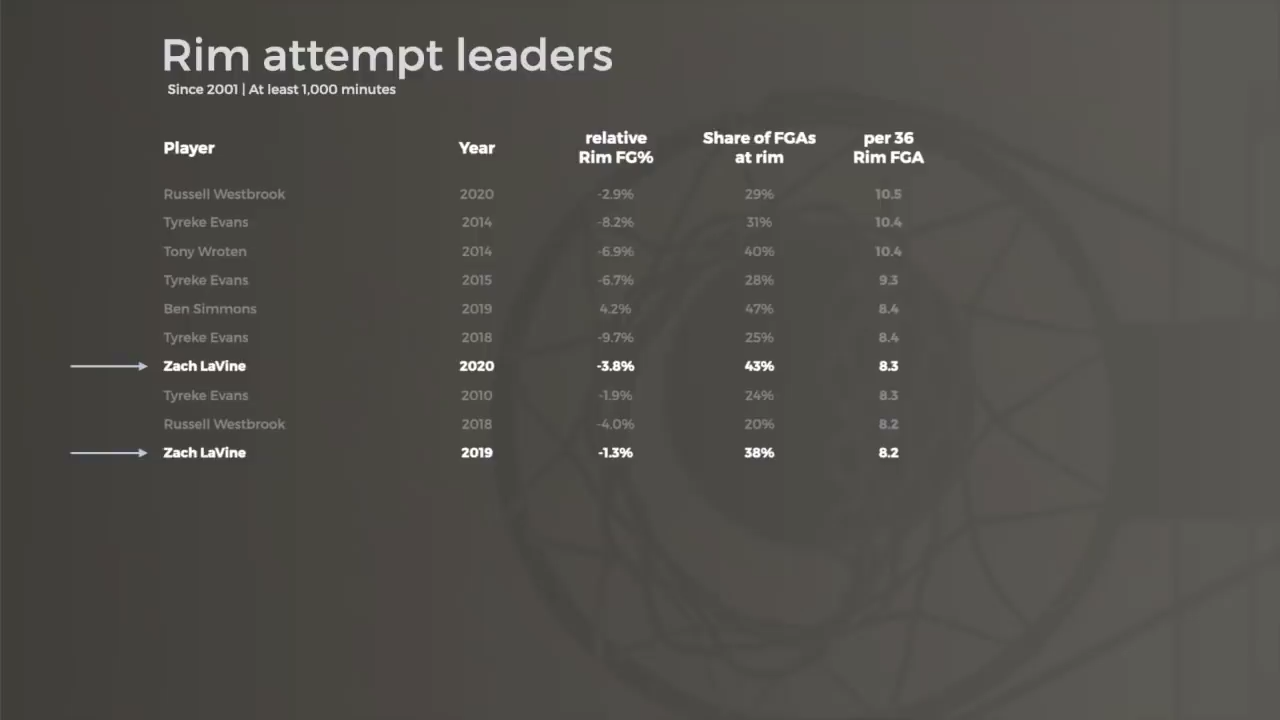 Rim attempt leaders
Since 2001 | At least 1,000 minutes
Player Year relative Rim FG% Share of FGAs at rim per 36 Rim FGA
Russell Westbrook 2020 -2.9% 29% 10.5
Tyreke Evans 2014 -8.2% 31% 10.4
Tony Wroten 2014 -6.9% 40% 10.4
Tyreke Evans 2015 -6.7% 28% 9.3
Ben Simmons 2019 4.2% 47% 8.4
Tyreke Evans 2018 -9.7% 25% 8.4
Zach LaVine 2020 -3.8% 43% 8.3
Tyreke Evans 2010 -1.9% 24% 8.3
Russell Westbrook 2018 -4.0% 20% 8.2
Zach LaVine 2019 -1.3% 38% 8.2